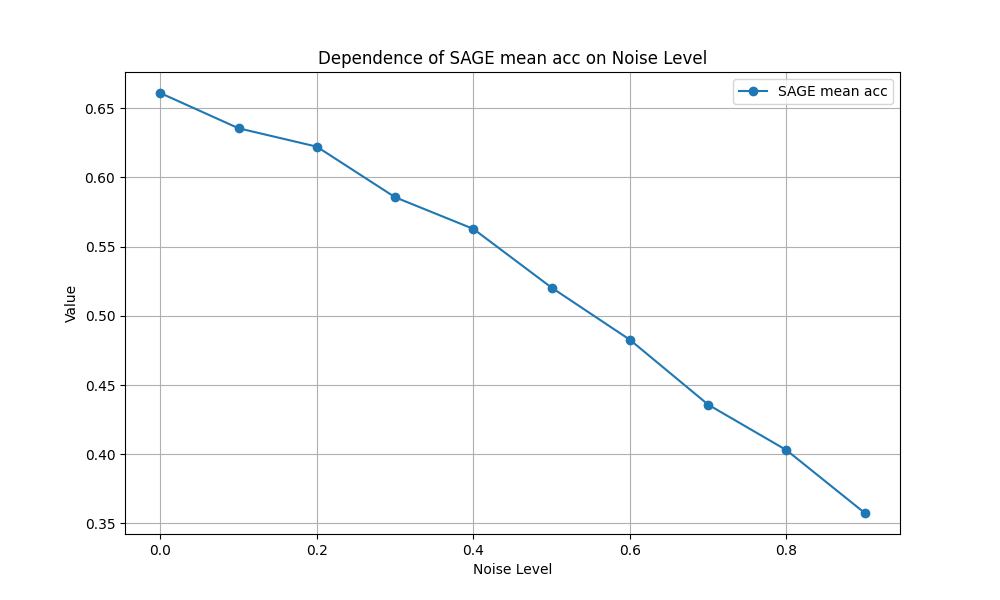 Dependence of SAGE mean acc on Noise Level
SAGE mean acc
Value
0.65
0.60
0.55
0.50
0.45
0.40
0.35
0.0 0.2 0.4 0.6 0.8
Noise Level